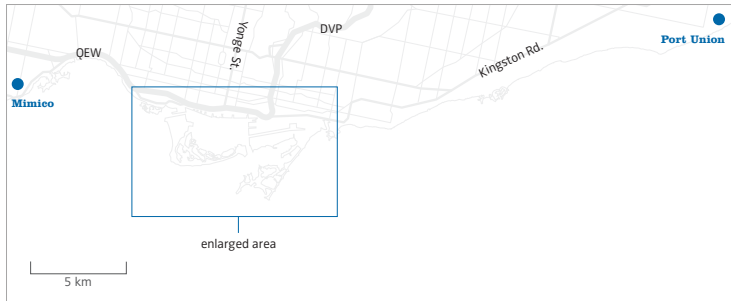 Yonge St.
DVP
Port Union
QEW
Kingston Rd.
Mimico
enlarged area
5 km